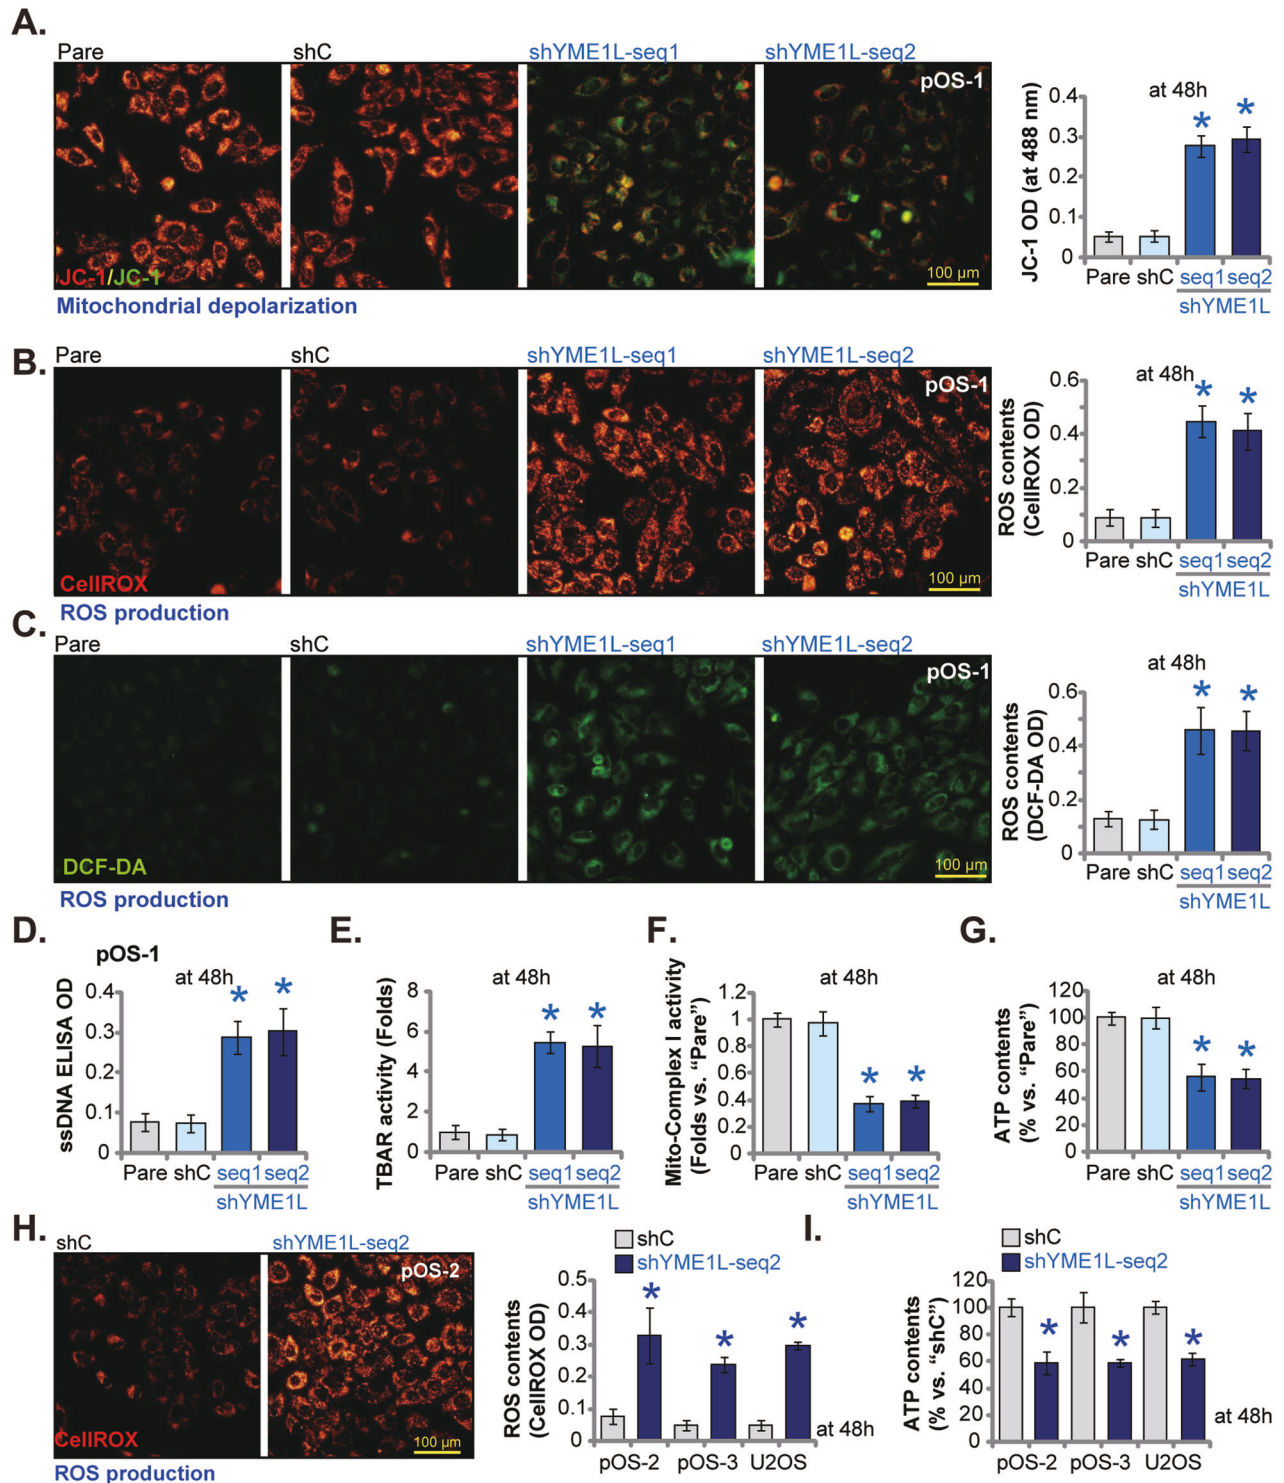 A.
Pare
shC
shYME1L-seq1
shYME1L-seq2
pOS-1
JC-1/JC-1
100 μm
Mitochondrial depolarization
at 48h
JC-1 OD (at 488 nm)
0.4
0.3
0.2
0.1
0
* *
Pare shC seq1 seq2
shYME1L
B.
Pare
shC
shYME1L-seq1
shYME1L-seq2
pOS-1
CellROX
100 μm
ROS production
at 48h
ROS contents
(CellROX OD)
0.6
0.4
0.2
0
* *
Pare shC seq1 seq2
shYME1L
C.
Pare
shC
shYME1L-seq1
shYME1L-seq2
pOS-1
DCF-DA
100 μm
ROS production
at 48h
ROS contents
(DCF-DA OD)
0.6
0.4
0.2
0
* *
Pare shC seq1 seq2
shYME1L
D.
pOS-1
at 48h
ssDNA ELISA OD
0.4
0.3
0.2
0.1
0
* *
Pare shC seq1 seq2
shYME1L
E.
at 48h
TBAR activity (Folds)
8
6
4
2
0
* *
Pare shC seq1 seq2
shYME1L
F.
at 48h
Mito-Complex I activity
(Folds vs. “Pare”)
1.2
1
0.8
0.6
0.4
0.2
0
* *
Pare shC seq1 seq2
shYME1L
G.
at 48h
ATP contents
(% vs. “Pare”)
120
100
80
60
40
20
0
* *
Pare shC seq1 seq2
shYME1L
H.
shC
shYME1L-seq2
pOS-2
CellROX
100 μm
ROS production
shC
shYME1L-seq2
ROS contents
(CellROX OD)
0.5
0.4
0.3
0.2
0.1
0
* * *
at 48h
pOS-2 pOS-3 U2OS
I.
shC
shYME1L-seq2
ATP contents
(% vs. “shC”)
120
100
80
60
40
20
0
* * *
at 48h
pOS-2 pOS-3 U2OS